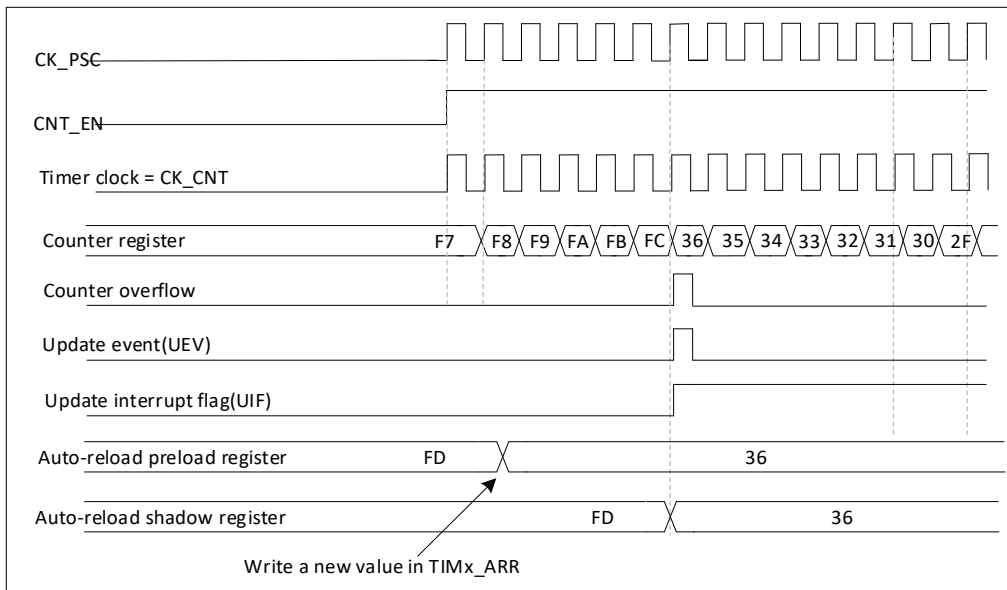 CK_PSC
CNT_EN
Timer clock = CK_CNT
Counter register F7 F8 F9 FA FB FC 36 35 34 33 32 31 30 2F
Counter overflow
Update event(UEV)
Update interrupt flag(UIF)
Auto-reload preload register FD 36
Auto-reload shadow register FD 36
Write a new value in TIMx_ARR